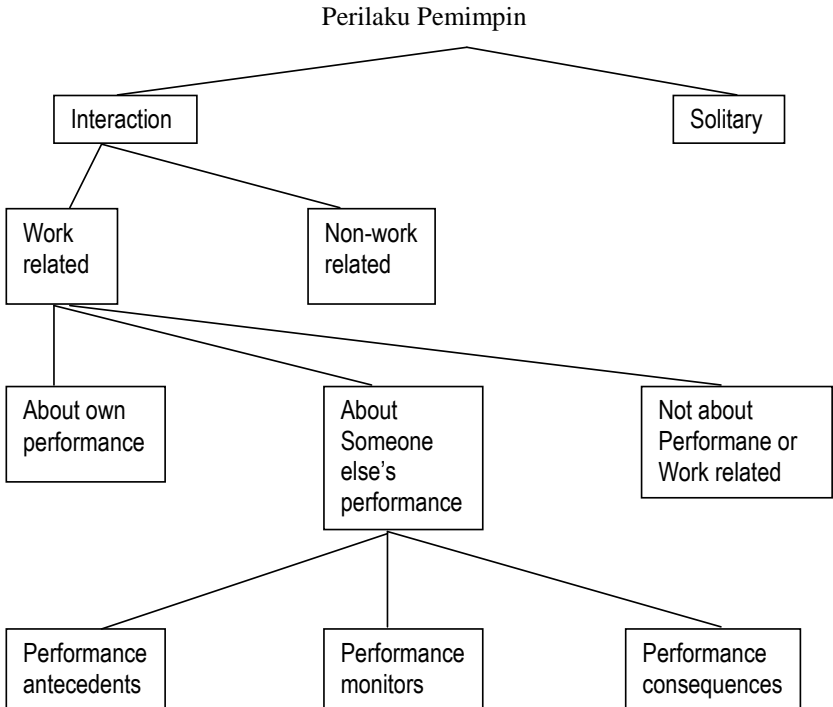 Perilaku Pemimpin
Interaction
Solitary
Work
related
Non-work
related
About own
performance
About
Someone
else's
performance
Not about
Performane or
Work related
Performance
antecedents
Performance
monitors
Performance
consequences